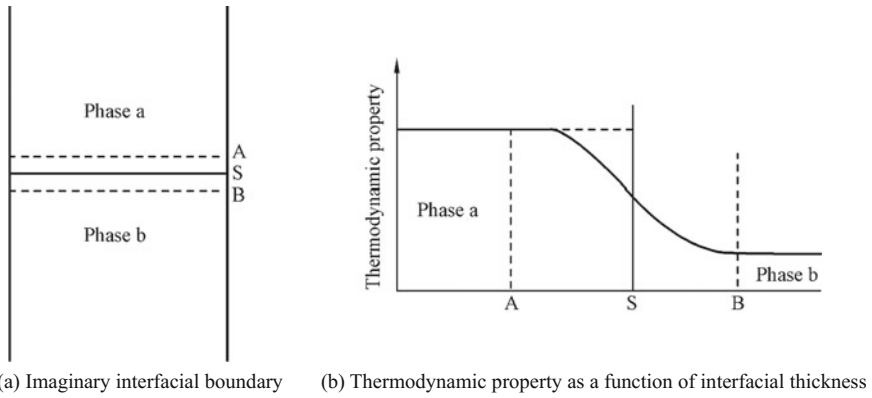 Phase a
A
S
B
Phase b
Thermodynamic property
Phase a
Phase b
A
S
B
(a) Imaginary interfacial boundary
(b) Thermodynamic property as a function of interfacial thickness